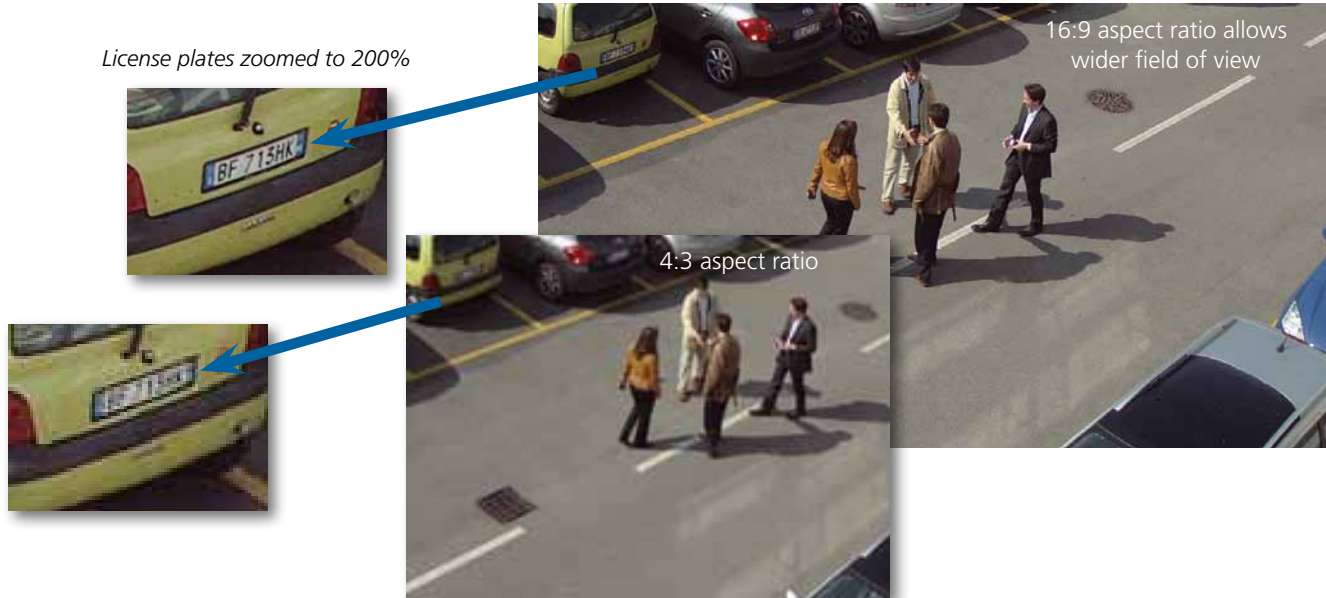 License plates zoomed to 200%
16:9 aspect ratio allows
wider field of view
BF 713HK
4:3 aspect ratio